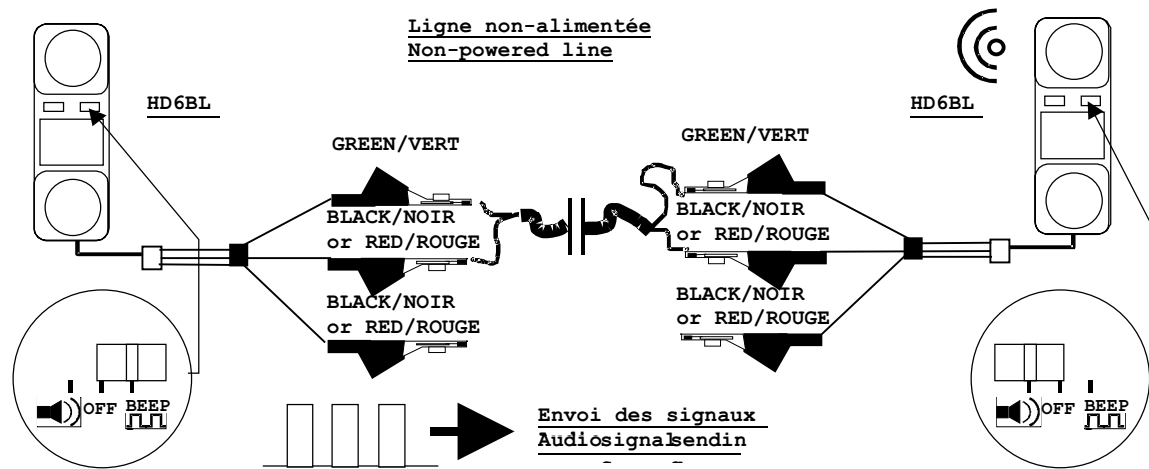 Ligne non-alimentée
Non-powered line
HD6BL
HD6BL
GREEN/VERT
GREEN/VERT
BLACK/NOIR
or RED/ROUGE
BLACK/NOIR
or RED/ROUGE
BLACK/NOIR
or RED/ROUGE
BLACK/NOIR
or RED/ROUGE
OFF BEEP
OFF BEEP
Envoi des signaux
Audiosignalsendin